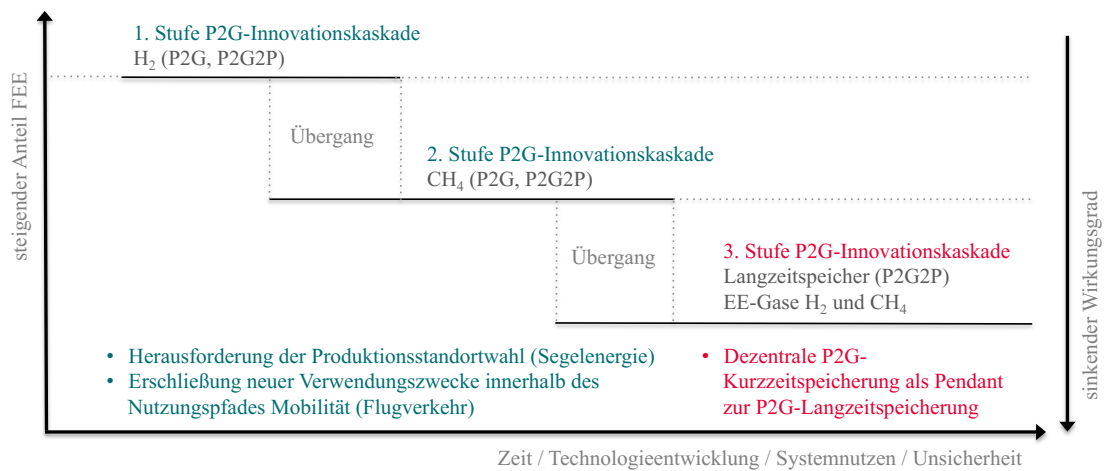 1. Stufe P2G-Innovationskaskade
H₂ (P2G, P2G2P)
steigender Anteil FEE
Übergang
2. Stufe P2G-Innovationskaskade
CH₄ (P2G, P2G2P)
Übergang
3. Stufe P2G-Innovationskaskade
Langzeitspeicher (P2G2P)
EE-Gase H₂ und CH₄
sinkender Wirkungsgrad
• Herausforderung der Produktionsstandortwahl (Segelenergie)
• Erschließung neuer Verwendungszwecke innerhalb des
Nutzungspfades Mobilität (Flugverkehr)
• Dezentrale P2G-
Kurzzeitspeicherung als Pendant
zur P2G-Langzeitspeicherung
Zeit / Technologieentwicklung / Systemnutzen / Unsicherheit